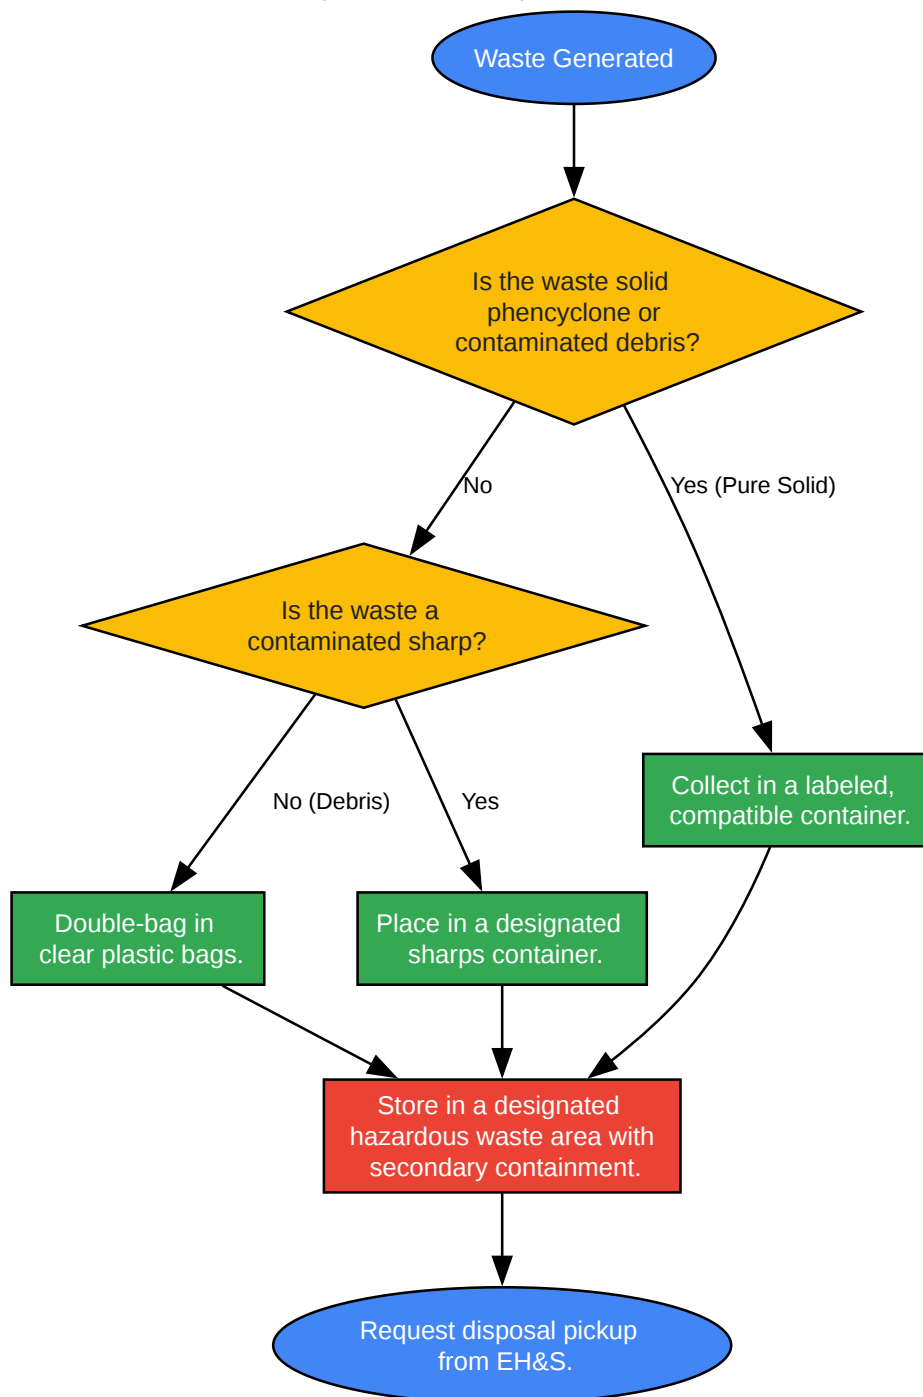 Waste Generated
Is the waste solid
phencyclone or
contaminated debris?
No
Yes (Pure Solid)
Is the waste a
contaminated sharp?
Collect in a labeled,
compatible container.
No (Debris)
Yes
Double-bag in
clear plastic bags.
Place in a designated
sharps container.
Store in a designated
hazardous waste area with
secondary containment.
Request disposal pickup
from EH&S.